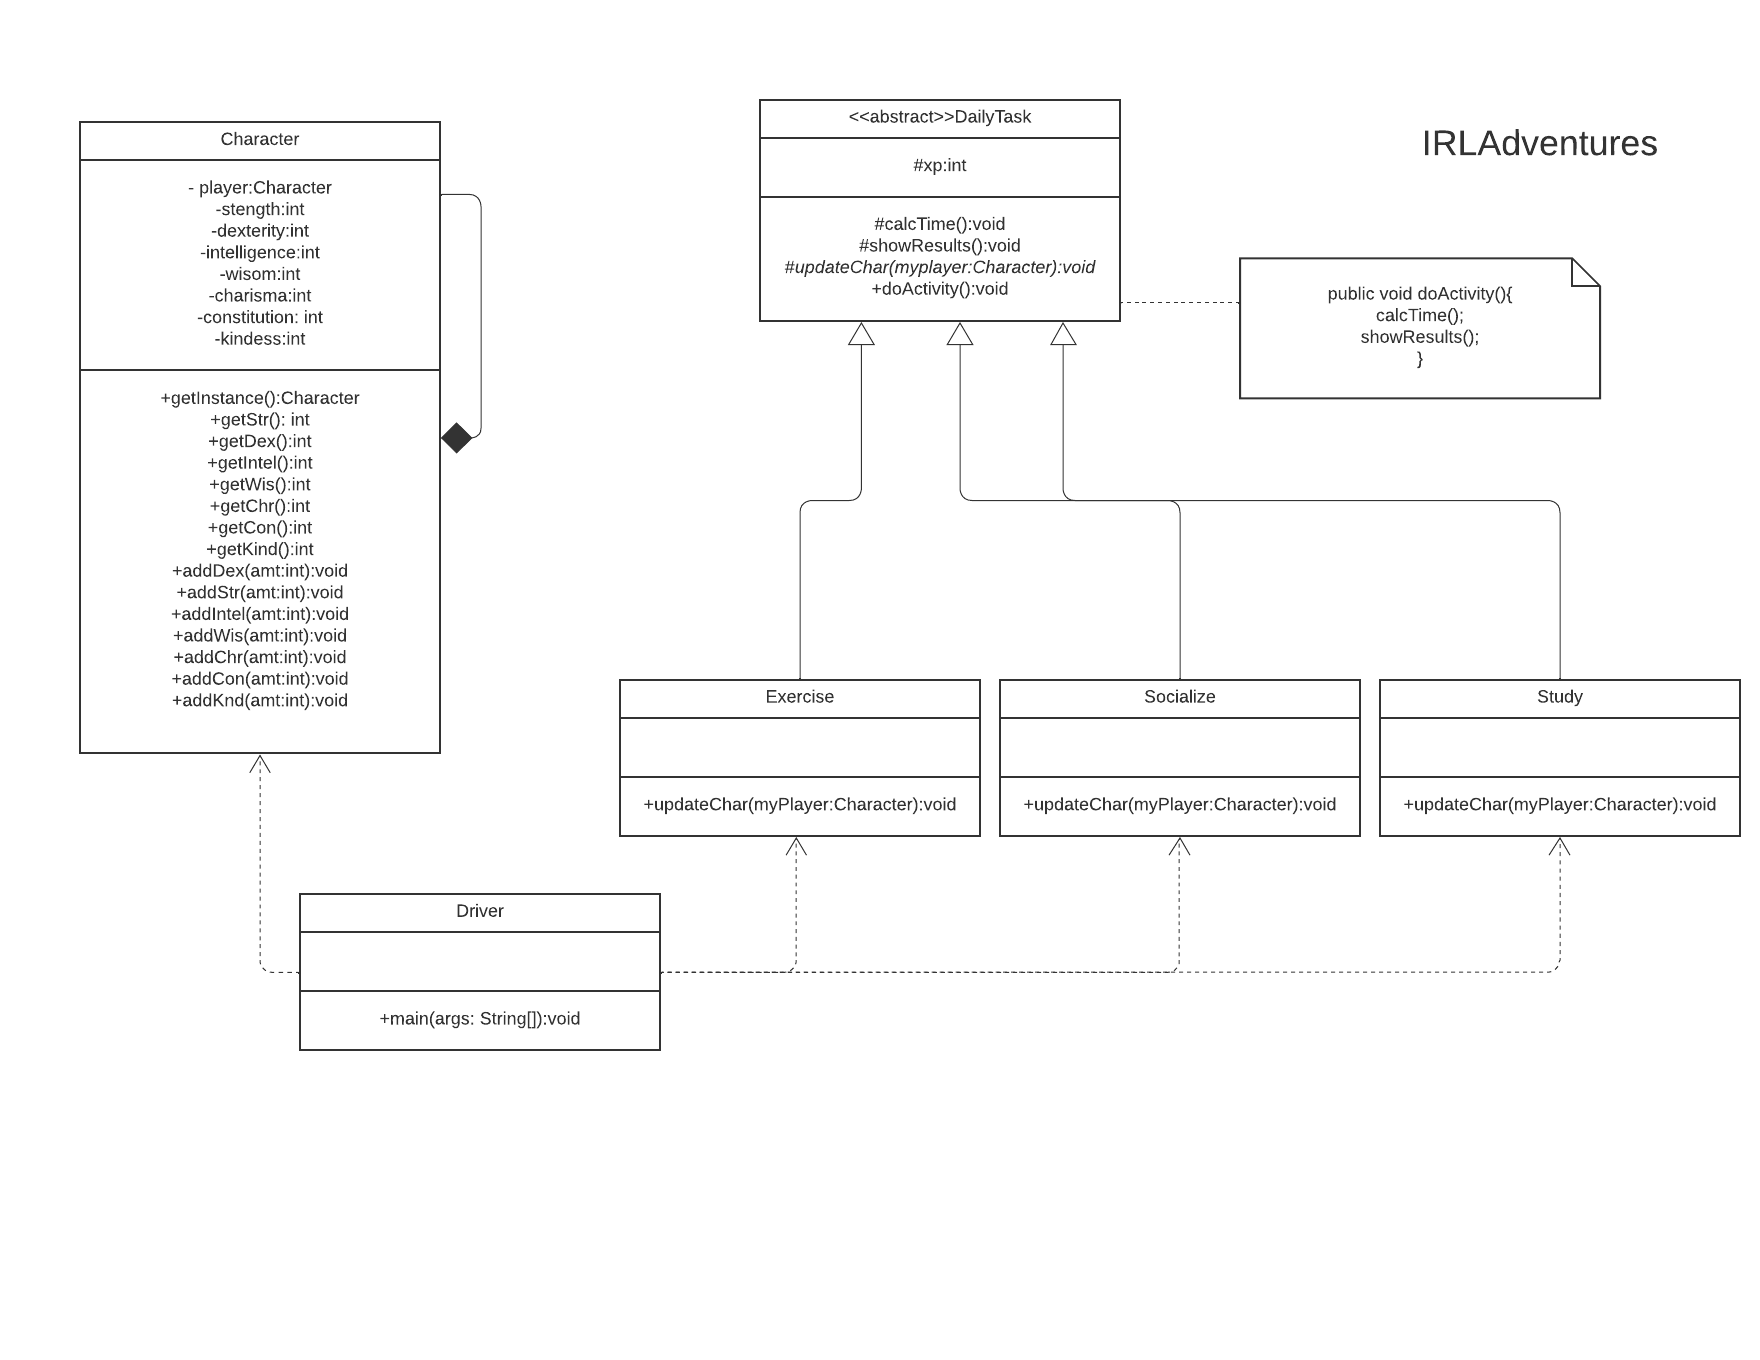 IRLAdventures
Character
- player:Character
-stength:int
-dexterity:int
-intelligence:int
-wisom:int
-charisma:int
-constitution: int
-kindess:int
+getInstance():Character
+getStr(): int
+getDex():int
+getIntel():int
+getWis():int
+getChr():int
+getCon():int
+getKind():int
+addDex(amt:int):void
+addStr(amt:int):void
+addIntel(amt:int):void
+addWis(amt:int):void
+addChr(amt:int):void
+addCon(amt:int):void
+addKnd(amt:int):void
<<abstract>>DailyTask
#xp:int
#calcTime():void
#showResults():void
#updateChar(myplayer:Character):void
+doActivity():void
public void doActivity(){
calcTime();
showResults();
}
Exercise
+updateChar(myPlayer:Character):void
Socialize
+updateChar(myPlayer:Character):void
Study
+updateChar(myPlayer:Character):void
Driver
+main(args: String[]):void